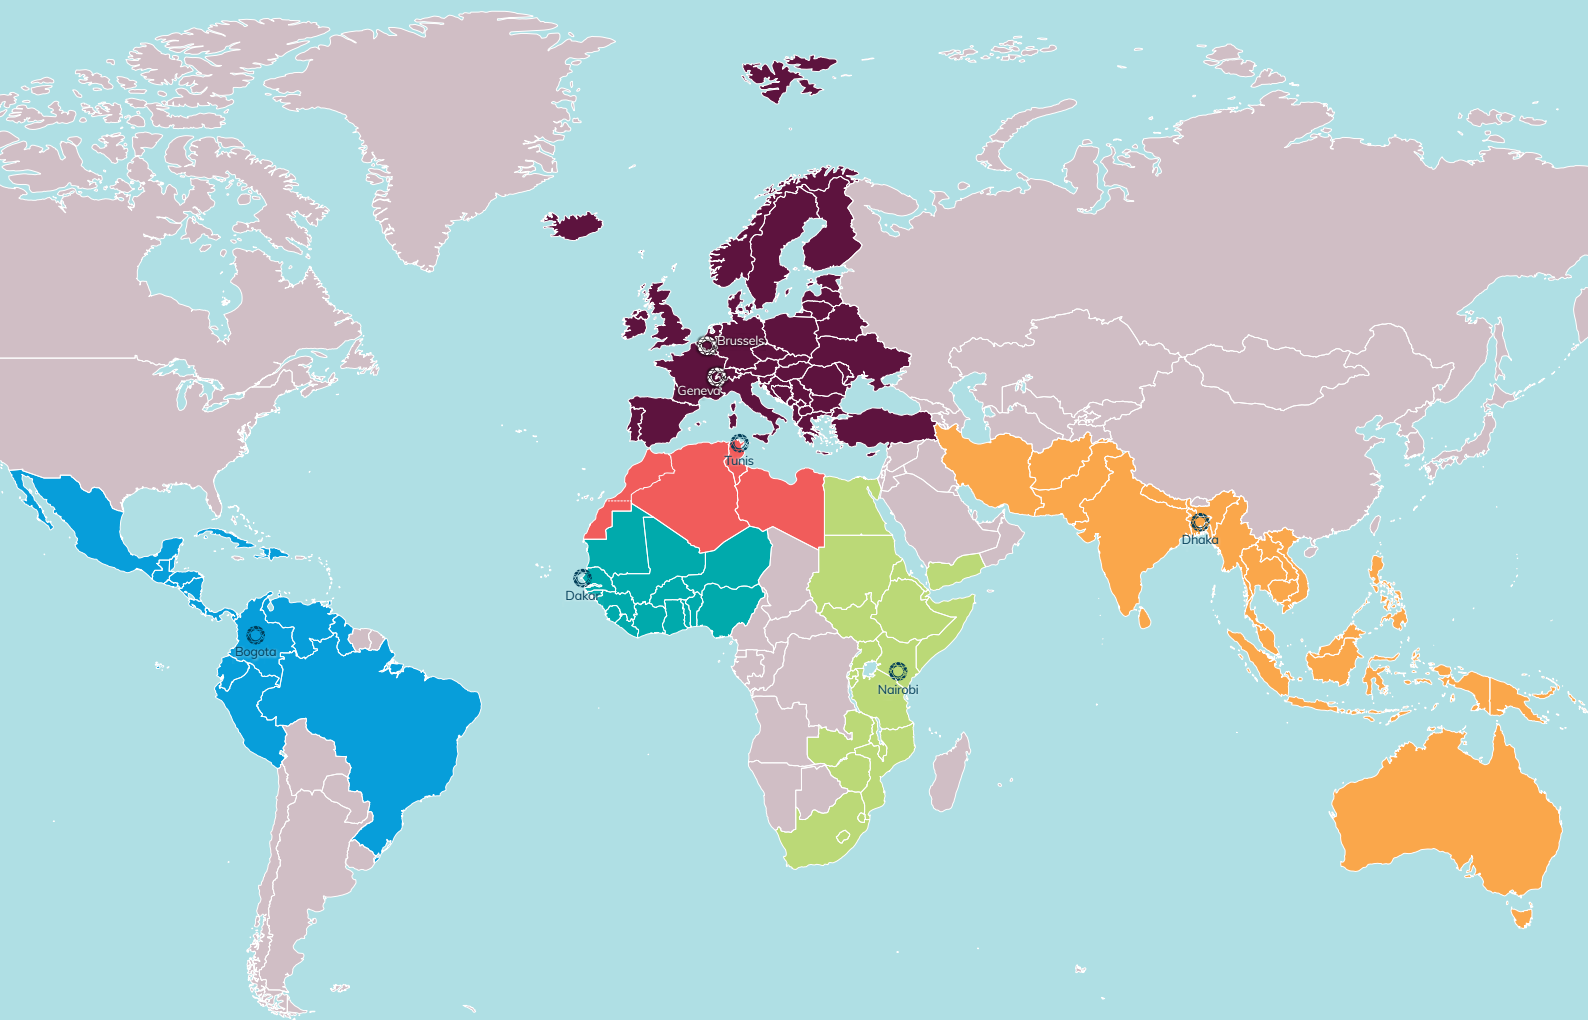 Brussels
Geneva
Tunis
Dhaka
Dakar
Bogota
Nairobi